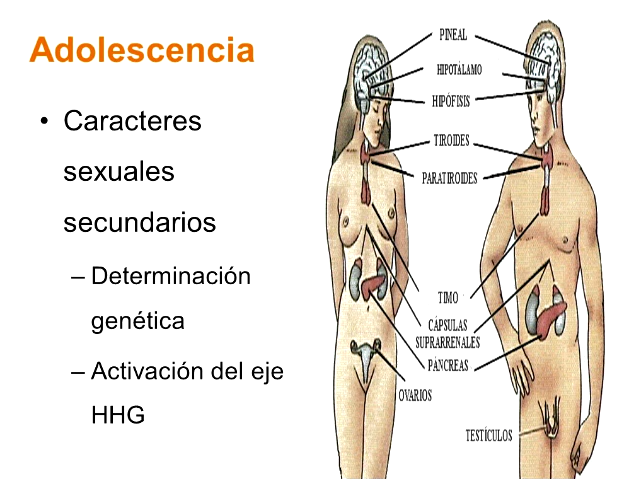 Adolescencia
• Caracteres
sexuales
secundarios
– Determinación
genética
– Activación del eje
HHG
PINEAL
HIPOTÁLAMO
HIPÓFISIS
TIROIDES
PARATIROIDES
TIMO
CÁPSULAS
SUPRARRENALES
PÁNCREAS
OVARIOS
TESTÍCULOS